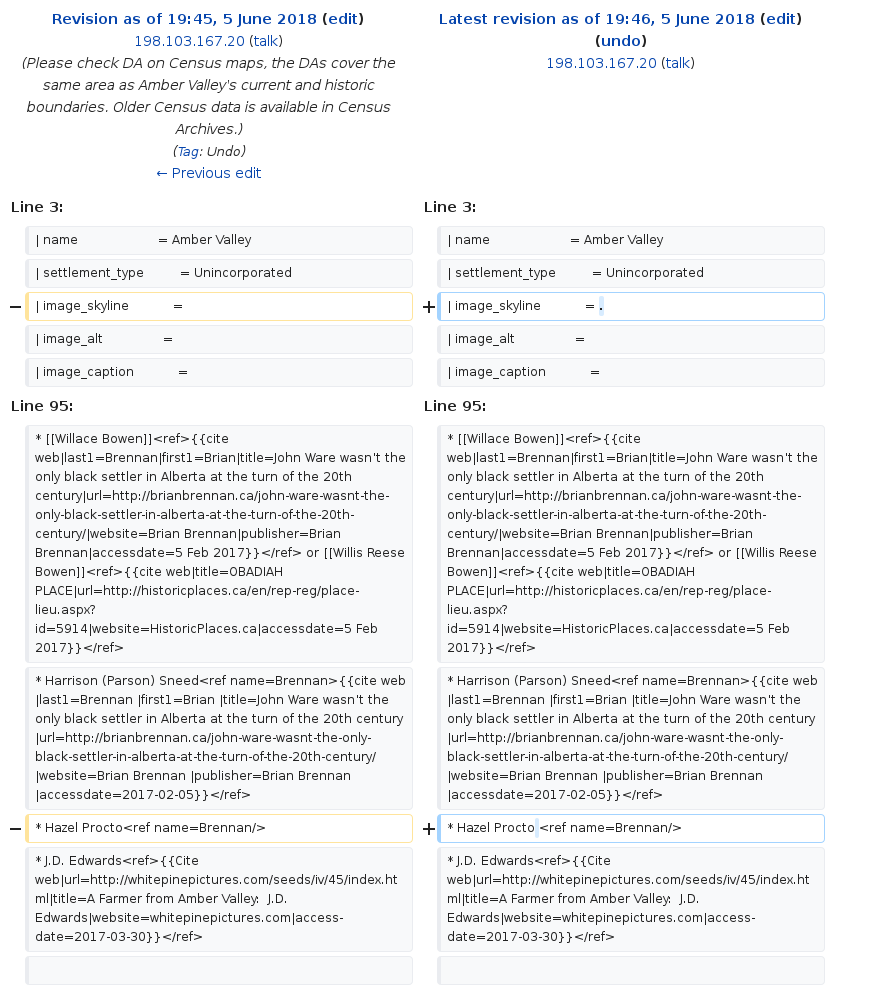 Revision as of 19:45, 5 June 2018 (edit)
198.103.167.20 (talk)
(Please check DA on Census maps, the DAs cover the
same area as Amber Valley's current and historic
boundaries. Older Census data is available in Census
Archives.)
(Tag: Undo)
← Previous edit
Latest revision as of 19:46, 5 June 2018 (edit)
(undo)
198.103.167.20 (talk)
Line 3:
Line 3:
| name = Amber Valley
| name = Amber Valley
| settlement_type = Unincorporated
| settlement_type = Unincorporated
− | image_skyline =
+ | image_skyline = .
| image_alt =
| image_alt =
| image_caption =
| image_caption =
Line 95:
Line 95:
* [[Willace Bowen]]<ref>{{cite
web|last1=Brennan|first1=Brian|title=John Ware wasn't the
only black settler in Alberta at the turn of the 20th
century|url=http://brianbrennan.ca/john-ware-wasnt-the-
only-black-settler-in-alberta-at-the-turn-of-the-20th-
century/|website=Brian Brennan|publisher=Brian
Brennan|accessdate=5 Feb 2017}}</ref> or [[Willis Reese
Bowen]]<ref>{{cite web|title=OBADIAH
PLACE|url=http://historicplaces.ca/en/rep-reg/place-
lieu.aspx?
id=5914|website=HistoricPlaces.ca|accessdate=5 Feb
2017}}</ref>
* [[Willace Bowen]]<ref>{{cite
web|last1=Brennan|first1=Brian|title=John Ware wasn't the
only black settler in Alberta at the turn of the 20th
century|url=http://brianbrennan.ca/john-ware-wasnt-the-
only-black-settler-in-alberta-at-the-turn-of-the-20th-
century/|website=Brian Brennan|publisher=Brian
Brennan|accessdate=5 Feb 2017}}</ref> or [[Willis Reese
Bowen]]<ref>{{cite web|title=OBADIAH
PLACE|url=http://historicplaces.ca/en/rep-reg/place-
lieu.aspx?
id=5914|website=HistoricPlaces.ca|accessdate=5 Feb
2017}}</ref>
* Harrison (Parson) Sneed<ref name=Brennan>{{cite web
|last1=Brennan |first1=Brian |title=John Ware wasn't the
only black settler in Alberta at the turn of the 20th century
|url=http://brianbrennan.ca/john-ware-wasnt-the-only-
black-settler-in-alberta-at-the-turn-of-the-20th-century/
|website=Brian Brennan |publisher=Brian Brennan
|accessdate=2017-02-05}}</ref>
* Harrison (Parson) Sneed<ref name=Brennan>{{cite web
|last1=Brennan |first1=Brian |title=John Ware wasn't the
only black settler in Alberta at the turn of the 20th century
|url=http://brianbrennan.ca/john-ware-wasnt-the-only-
black-settler-in-alberta-at-the-turn-of-the-20th-century/
|website=Brian Brennan |publisher=Brian Brennan
|accessdate=2017-02-05}}</ref>
− * Hazel Procto<ref name=Brennan/>
+ * Hazel Procto <ref name=Brennan/>
* J.D. Edwards<ref>{{Cite
web|url=http://whitepinepictures.com/seeds/iv/45/index.ht
ml|title=A Farmer from Amber Valley:  J.D.
Edwards|website=whitepinepictures.com|access-
date=2017-03-30}}</ref>
* J.D. Edwards<ref>{{Cite
web|url=http://whitepinepictures.com/seeds/iv/45/index.ht
ml|title=A Farmer from Amber Valley:  J.D.
Edwards|website=whitepinepictures.com|access-
date=2017-03-30}}</ref>